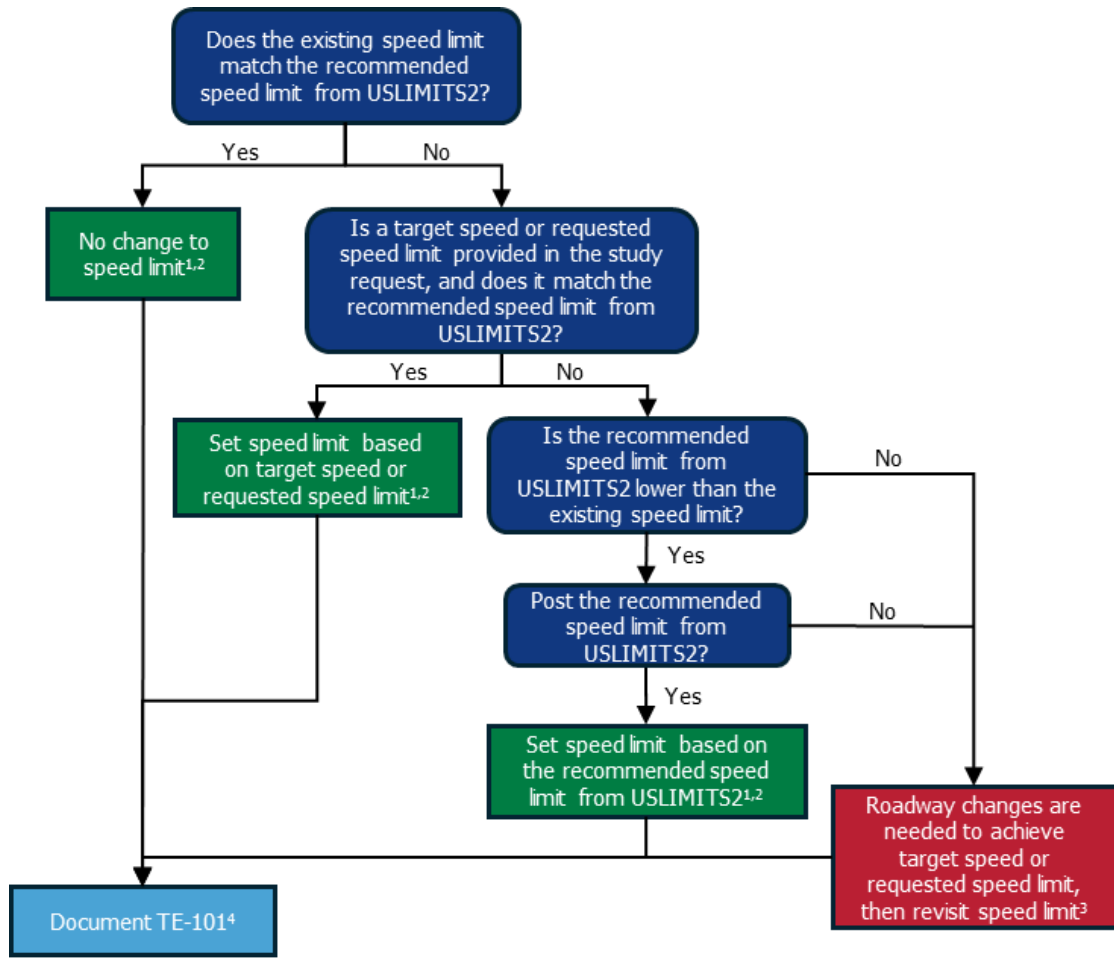 Does the existing speed limit
match the recommended
speed limit from USLIMITS2?
Yes
No
No change to
speed limit¹,²
Is a target speed or requested
speed limit provided in the study
request, and does it match the
recommended speed limit from
USLIMITS2?
Yes
No
Set speed limit based
on target speed or
requested speed limit¹,²
Is the recommended
speed limit from
USLIMITS2 lower than the
existing speed limit?
No
Yes
Post the recommended
speed limit from
USLIMITS2?
No
Yes
Set speed limit based on
the recommended speed
limit from USLIMITS2¹,²
Roadway changes are
needed to achieve
target speed or
requested speed limit,
then revisit speed limit³
Document TE-101⁴